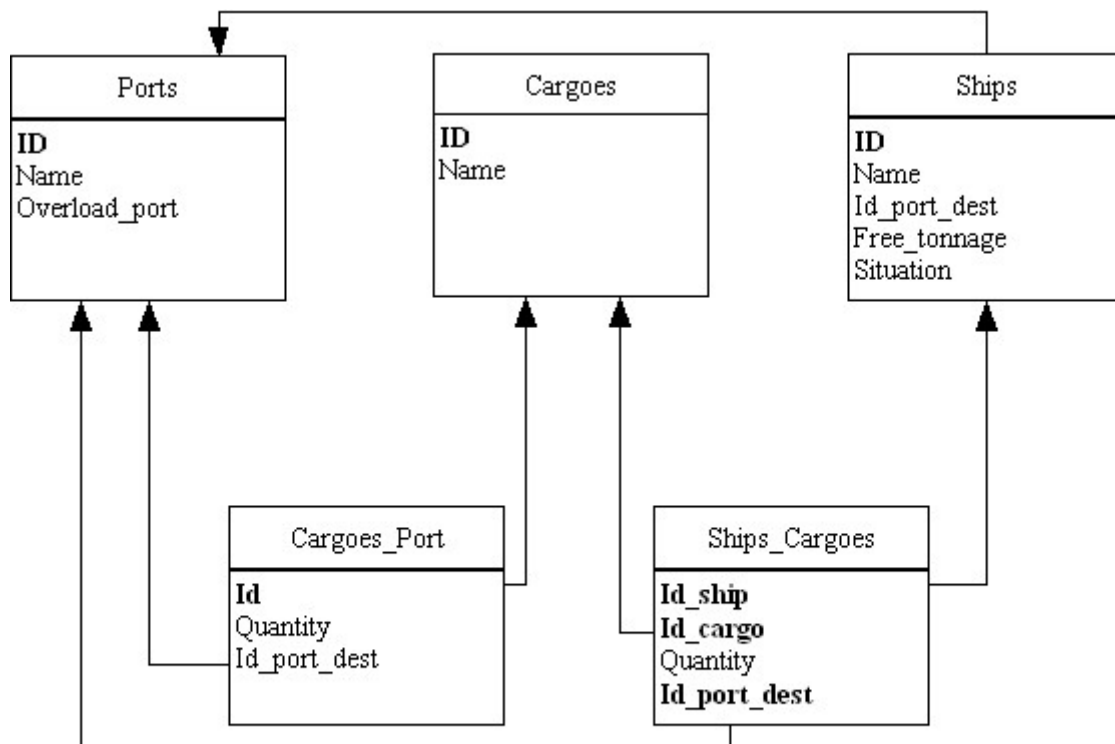 Ports
ID
Name
Overload_port
Cargoes
ID
Name
Ships
ID
Name
Id_port_dest
Free_tonnage
Situation
Cargoes_Port
Id
Quantity
Id_port_dest
Ships_Cargoes
Id_ship
Id_cargo
Quantity
Id_port_dest